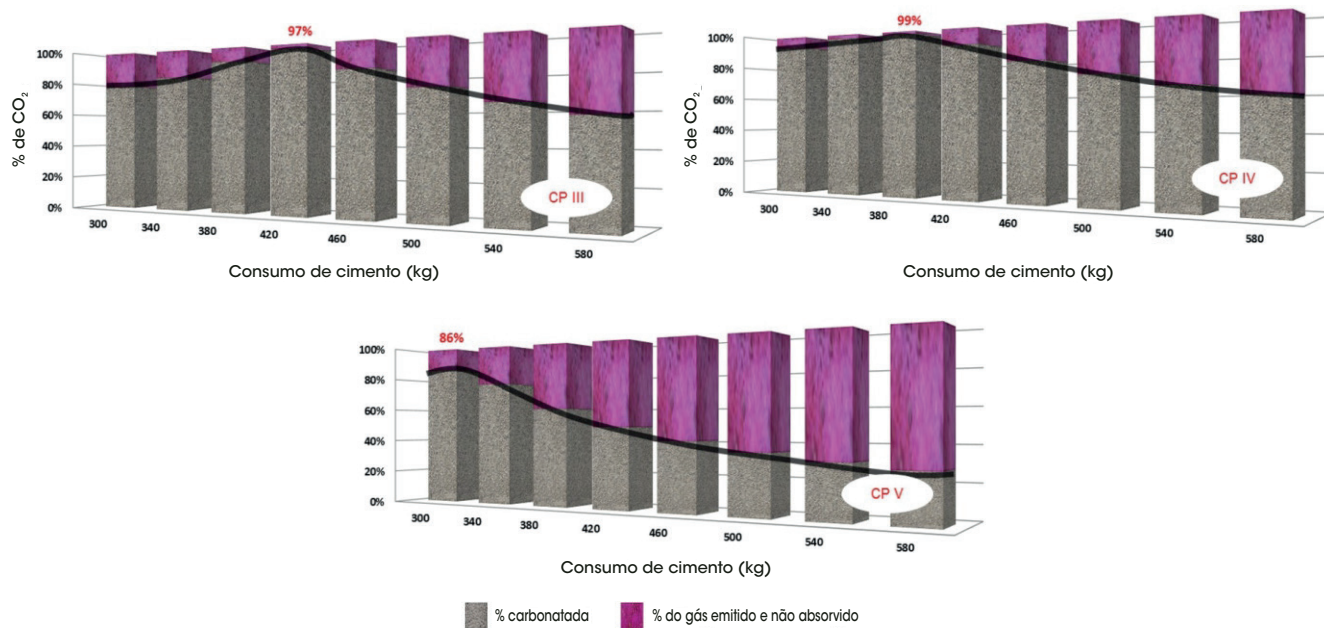 97%
100%
80%
60%
40%
20%
0%
% de CO2
CP III
300 340 380 420 460 500 540 580
Consumo de cimento (kg)
99%
100%
80%
60%
40%
20%
0%
% de CO2
CP IV
300 340 380 420 460 500 540 580
Consumo de cimento (kg)
86%
100%
80%
60%
40%
20%
0%
CP V
300 340 380 420 460 500 540 580
Consumo de cimento (kg)
% carbonatada % do gás emitido e não absorvido